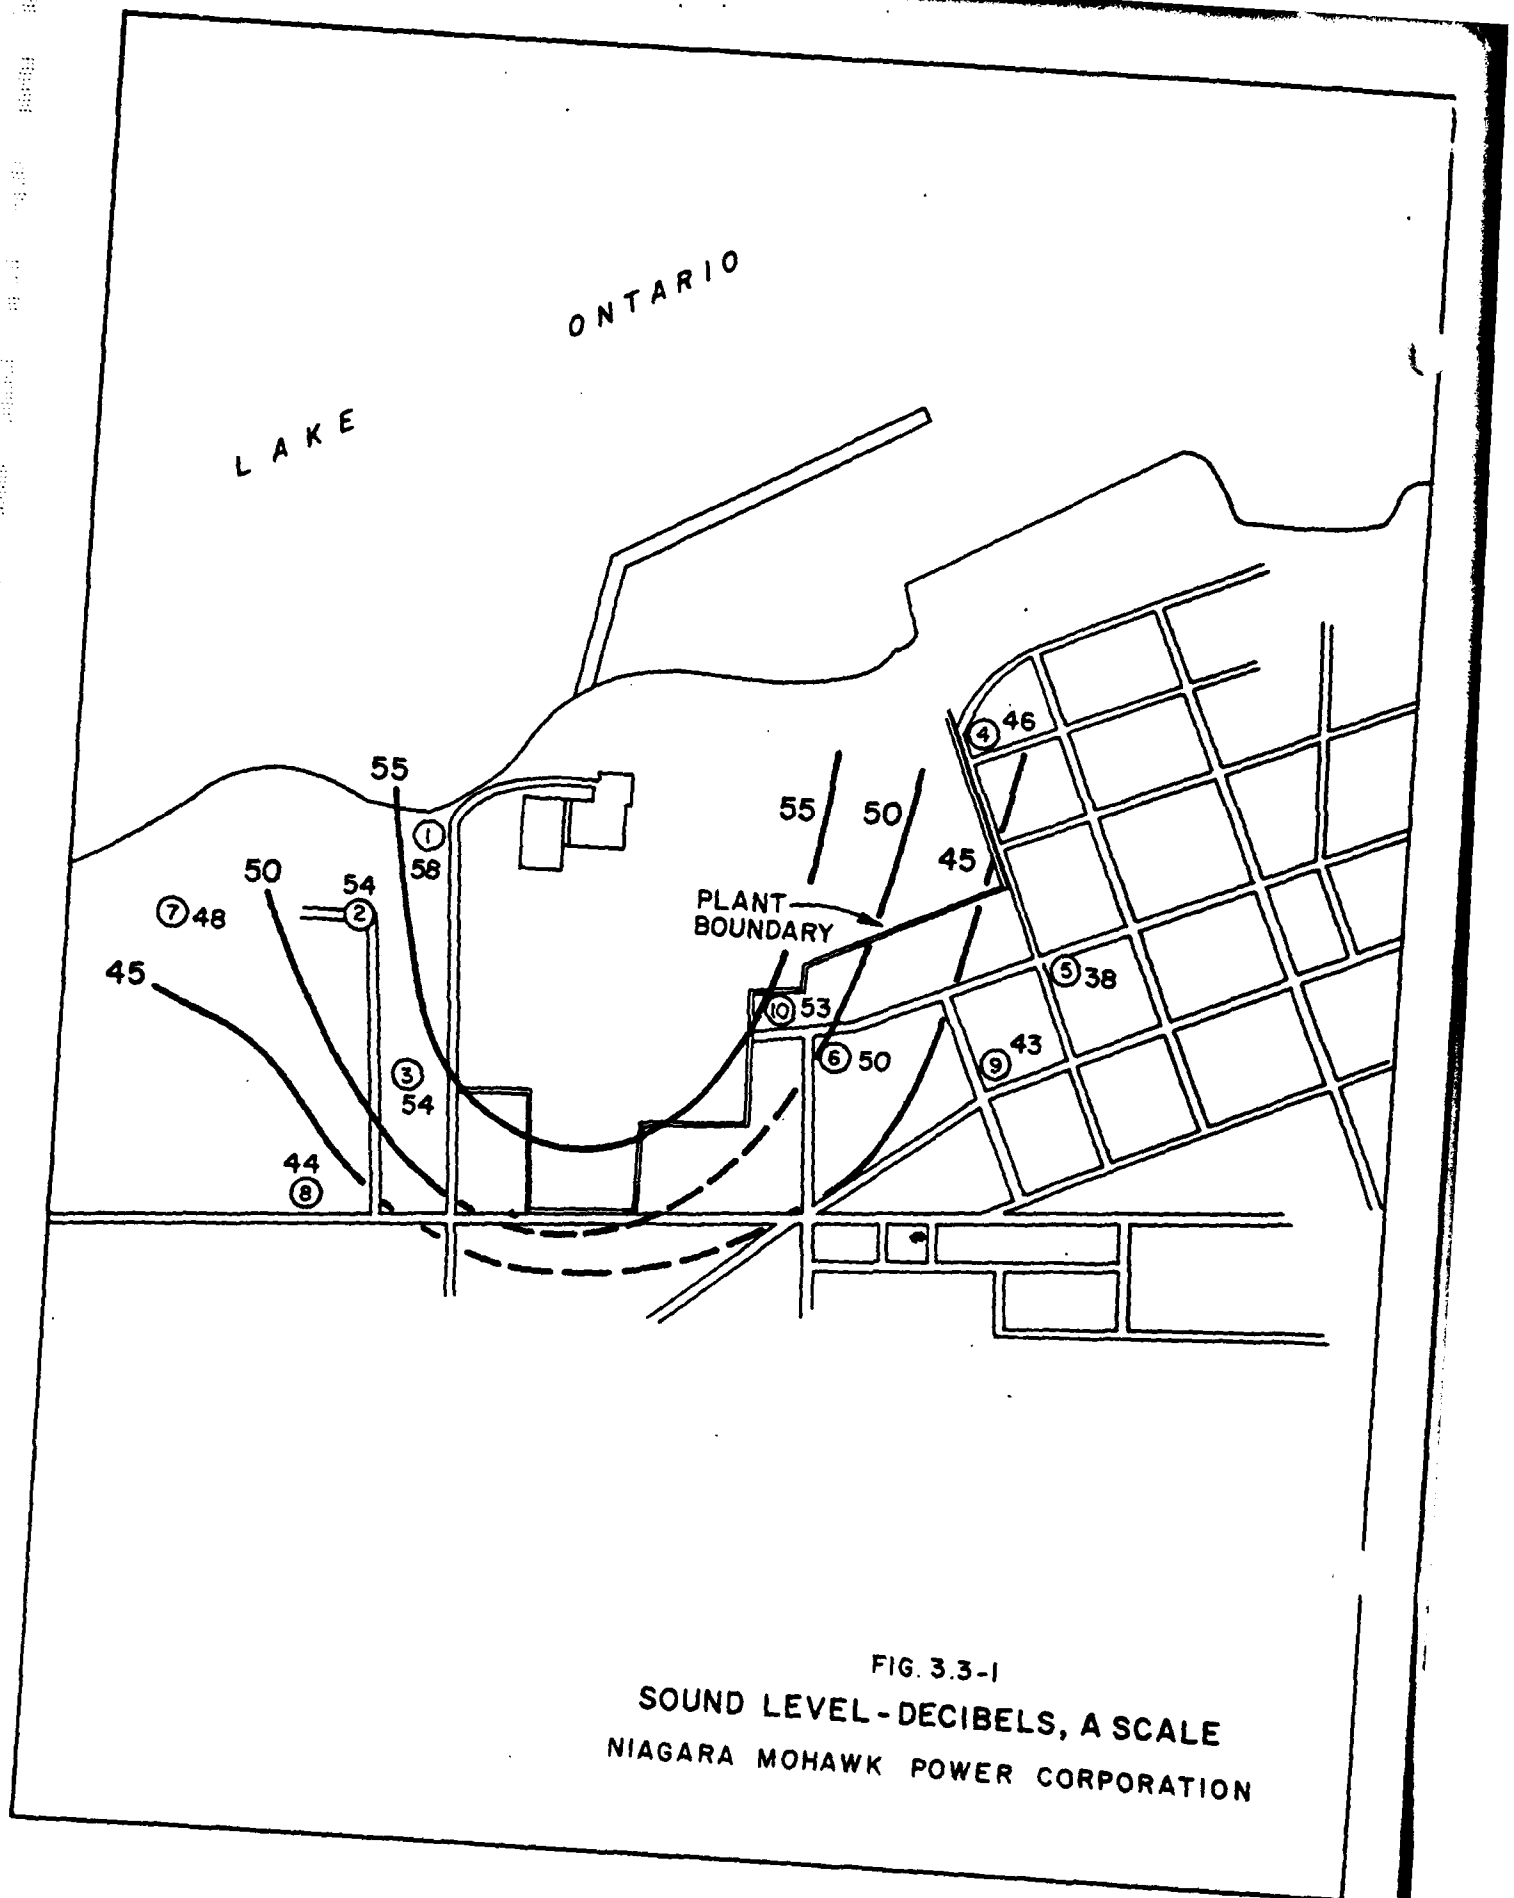 LAKE ONTARIO
55
① 58
50
54 ②
⑦ 48
45
③ 54
44 ⑧
55
50
45
④ 46
PLANT
BOUNDARY
⑤ 38
⑩ 53
⑥ 50
⑨ 43
FIG. 3.3-1
SOUND LEVEL-DECIBELS, A SCALE
NIAGARA MOHAWK POWER CORPORATION